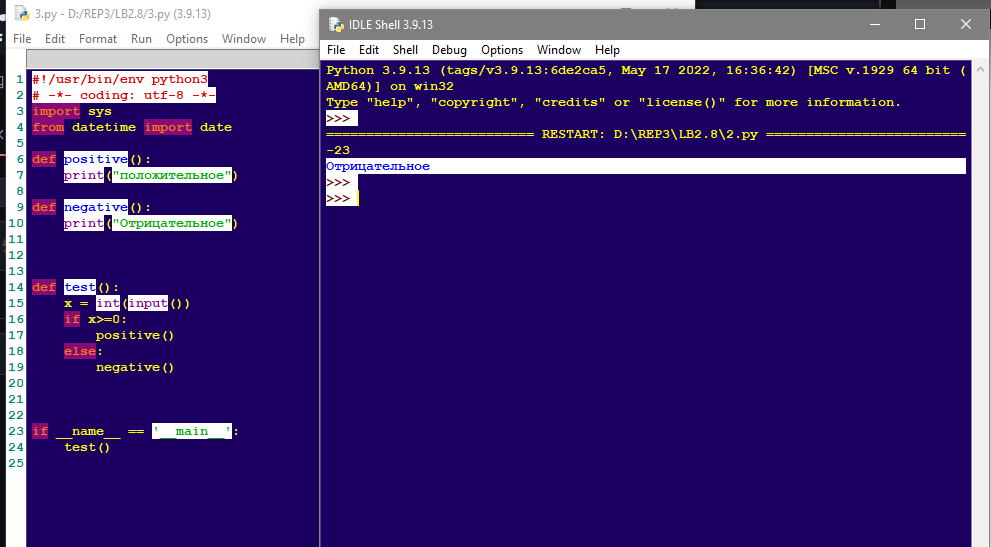 3.py - D:/REP3/LB2.8/3.py (3.9.13)
File Edit Format Run Options Window Help
1 #!/usr/bin/env python3
2 # -*- coding: utf-8 -*-
3 import sys
4 from datetime import date
5
6 def positive():
7     print("положительное")
8
9 def negative():
10     print("Отрицательное")
11
12
13
14 def test():
15     x = int(input())
16     if x>=0:
17         positive()
18     else:
19         negative()
20
21
22
23 if __name__ == '__main__':
24     test()
25
IDLE Shell 3.9.13
File Edit Shell Debug Options Window Help
Python 3.9.13 (tags/v3.9.13:6de2ca5, May 17 2022, 16:36:42) [MSC v.1929 64 bit (
AMD64)] on win32
Type "help", "copyright", "credits" or "license()" for more information.
>>>
========================== RESTART: D:\REP3\LB2.8\2.py =========================
-23
Отрицательное
>>>
>>>